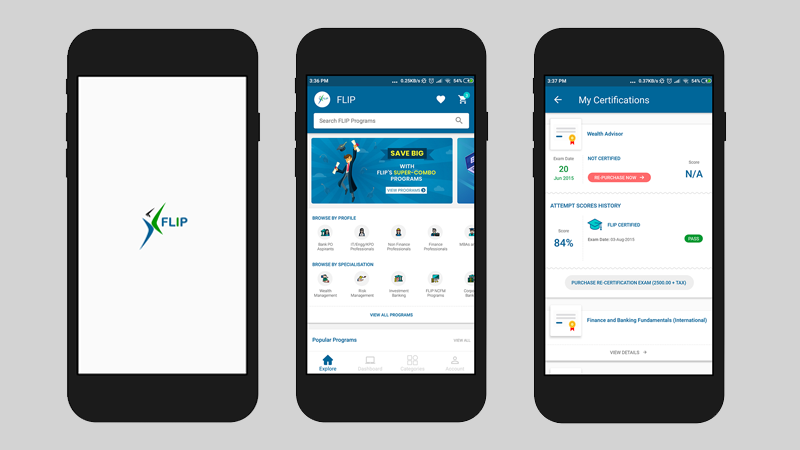 FLIP
3:36 PM
... 0.25KB/s 54%
FLIP
Search FLIP Programs
SAVE BIG
WITH
FLIP'S SUPER-COMBO
PROGRAMS
VIEW PROGRAMS
BROWSE BY PROFILE
Bank PO Aspirants
IT/Engg/KPO Professionals
Non Finance Professionals
Finance Professionals
BROWSE BY SPECIALISATION
Wealth Management
Risk Management
Investment Banking
FLIP NCFM Programs
VIEW ALL PROGRAMS
Popular Programs
VIEW ALL
Explore
Dashboard
Categories
Account
3:37 PM
... 0.37KB/s 54%
My Certifications
Wealth Advisor
Exam Date
20
Jun 2015
NOT CERTIFIED
RE-PURCHASE NOW
Score
N/A
ATTEMPT SCORES HISTORY
Score
84%
FLIP CERTIFIED
Exam Date: 03 Aug 2015
PASS
PURCHASE RE-CERTIFICATION EXAM (2500.00 + TAX)
Finance and Banking Fundamentals (International)
VIEW DETAILS